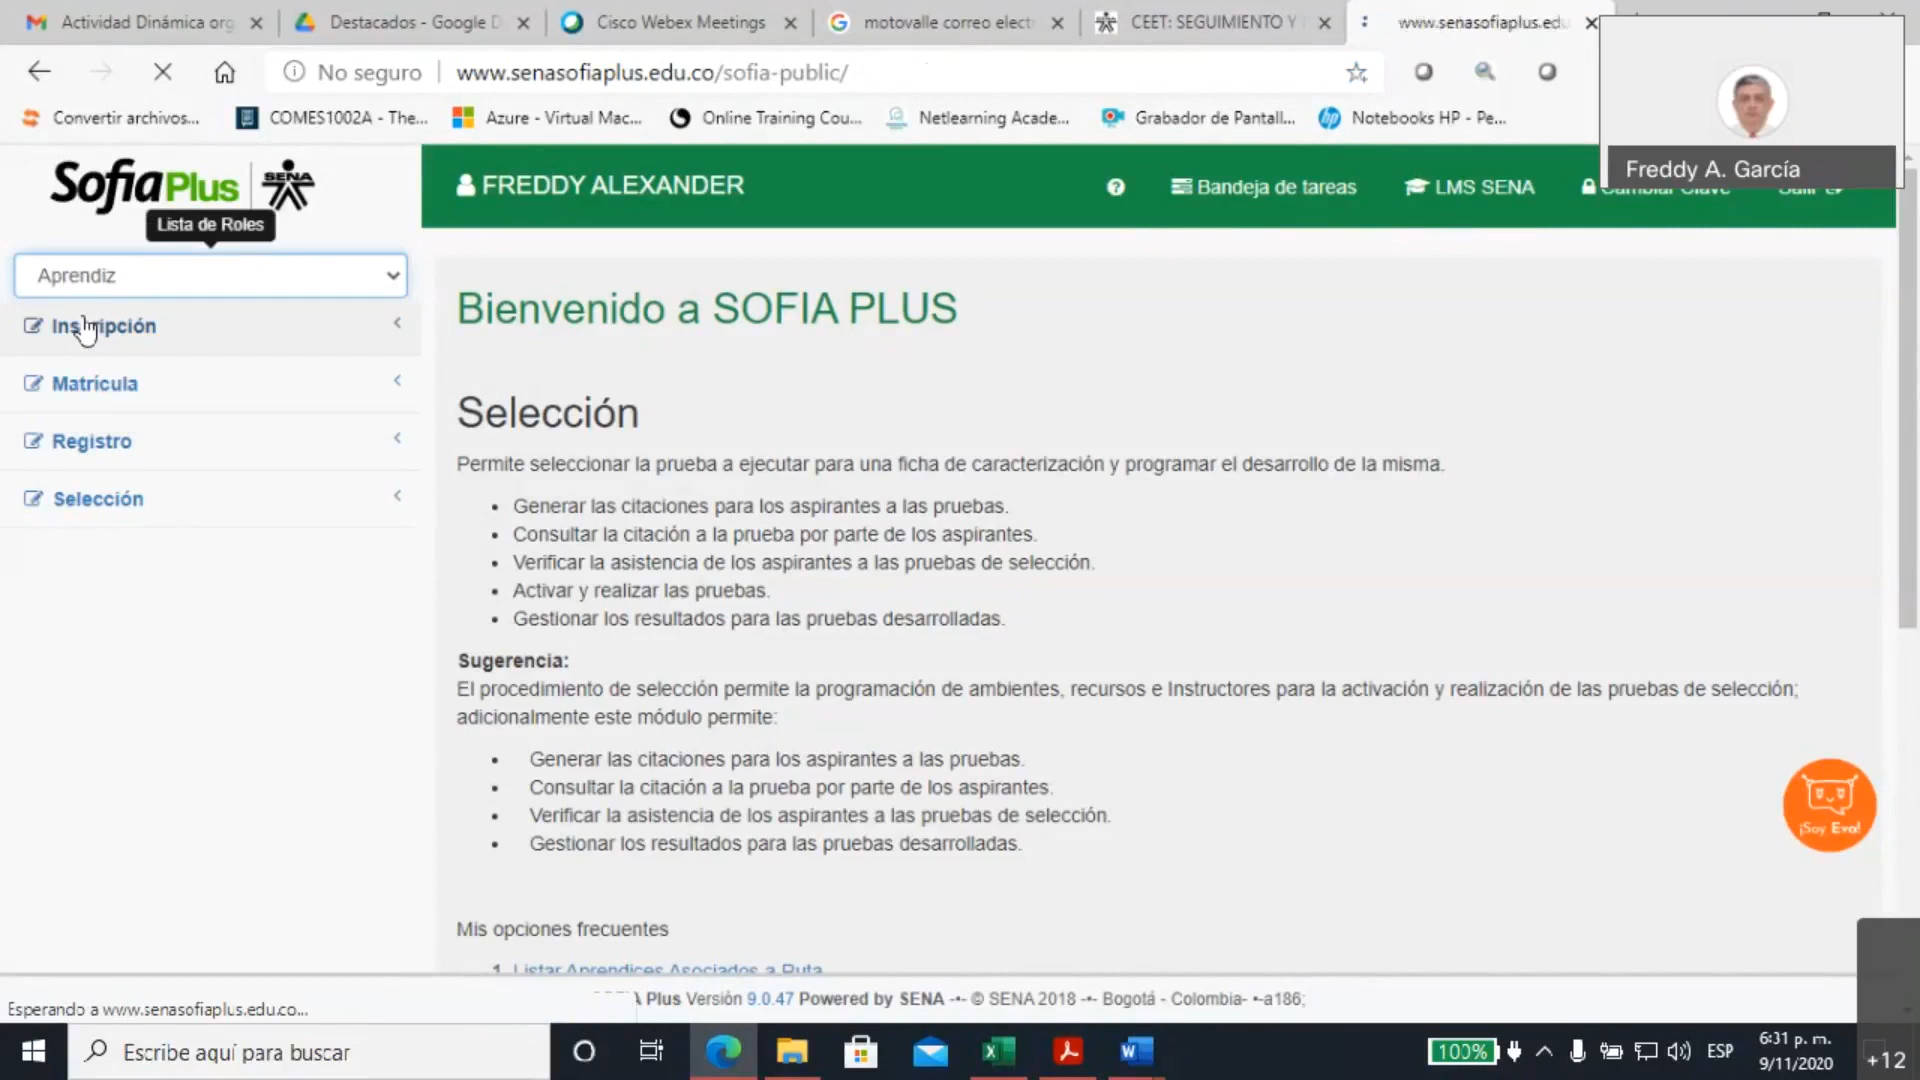 Actividad Dinámica org
Destacados - Google D
Cisco Webex Meetings
motovalle correo elect
CEET: SEGUIMIENTO Y
www.senasofiaplus.edu
No seguro
www.senasofiaplus.edu.co/sofia-public/
Convertir archivos...
COMES1002A - The...
Azure - Virtual Mac...
Online Training Cou...
Netlearning Acade...
Grabador de Pantall...
Notebooks HP - Pe...
Freddy A. García
SofiaPlus
SENA
Lista de Roles
FREDDY ALEXANDER
Bandeja de tareas
LMS SENA
Cambiar Clave
Salir
Aprendiz
Inscripción
Matrícula
Registro
Selección
Bienvenido a SOFIA PLUS
Selección
Permite seleccionar la prueba a ejecutar para una ficha de caracterización y programar el desarrollo de la misma.
• Generar las citaciones para los aspirantes a las pruebas.
• Consultar la citación a la prueba por parte de los aspirantes.
• Verificar la asistencia de los aspirantes a las pruebas de selección.
• Activar y realizar las pruebas.
• Gestionar los resultados para las pruebas desarrolladas.
Sugerencia:
El procedimiento de selección permite la programación de ambientes, recursos e Instructores para la activación y realización de las pruebas de selección;
adicionalmente este módulo permite:
• Generar las citaciones para los aspirantes a las pruebas.
• Consultar la citación a la prueba por parte de los aspirantes.
• Verificar la asistencia de los aspirantes a las pruebas de selección.
• Gestionar los resultados para las pruebas desarrolladas.
¡Soy Eva!
Mis opciones frecuentes
1. Listar Aprendices Asociados a Ruta
A Plus Versión 9.0.47 Powered by SENA -•- © SENA 2018 -•- Bogotá - Colombia- •-a186;
Esperando a www.senasofiaplus.edu.co...
Escribe aquí para buscar
100%
ESP
6:31 p. m.
9/11/2020
+12